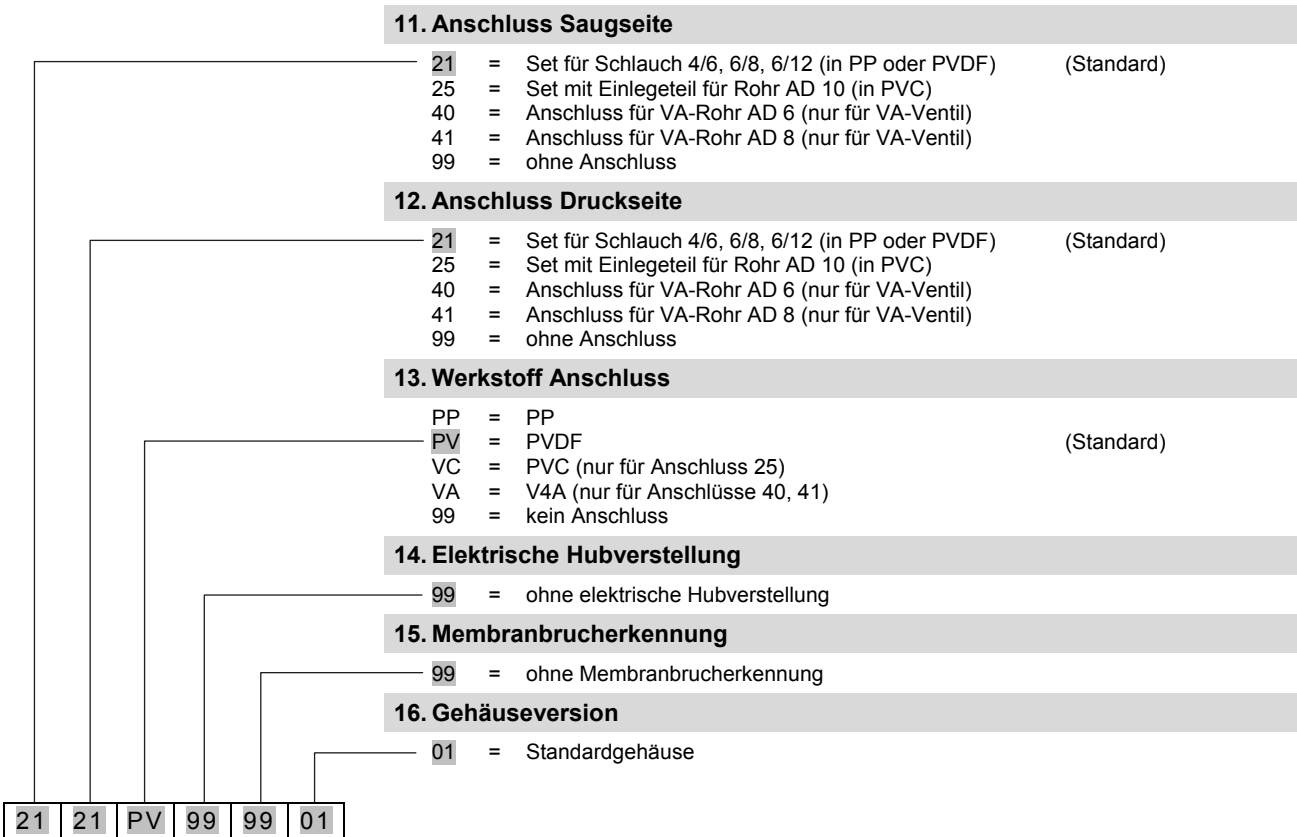 11. Anschluss Saugseite
21 = Set für Schlauch 4/6, 6/8, 6/12 (in PP oder PVDF) (Standard)
25 = Set mit Einlegeteil für Rohr AD 10 (in PVC)
40 = Anschluss für VA-Rohr AD 6 (nur für VA-Ventil)
41 = Anschluss für VA-Rohr AD 8 (nur für VA-Ventil)
99 = ohne Anschluss
12. Anschluss Druckseite
21 = Set für Schlauch 4/6, 6/8, 6/12 (in PP oder PVDF) (Standard)
25 = Set mit Einlegeteil für Rohr AD 10 (in PVC)
40 = Anschluss für VA-Rohr AD 6 (nur für VA-Ventil)
41 = Anschluss für VA-Rohr AD 8 (nur für VA-Ventil)
99 = ohne Anschluss
13. Werkstoff Anschluss
PP = PP
PV = PVDF (Standard)
VC = PVC (nur für Anschluss 25)
VA = V4A (nur für Anschlüsse 40, 41)
99 = kein Anschluss
14. Elektrische Hubverstellung
99 = ohne elektrische Hubverstellung
15. Membranbrucherkennung
99 = ohne Membranbrucherkennung
16. Gehäuseversion
01 = Standardgehäuse
21 21 PV 99 99 01